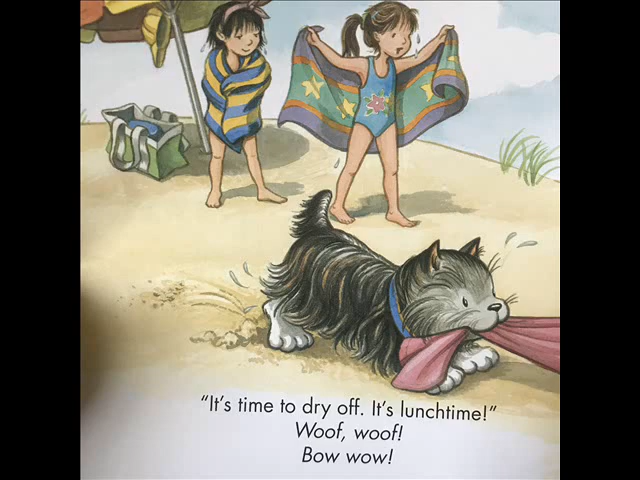 “It's time to dry off. It's lunchtime!”
Woof, woof!
Bow wow!